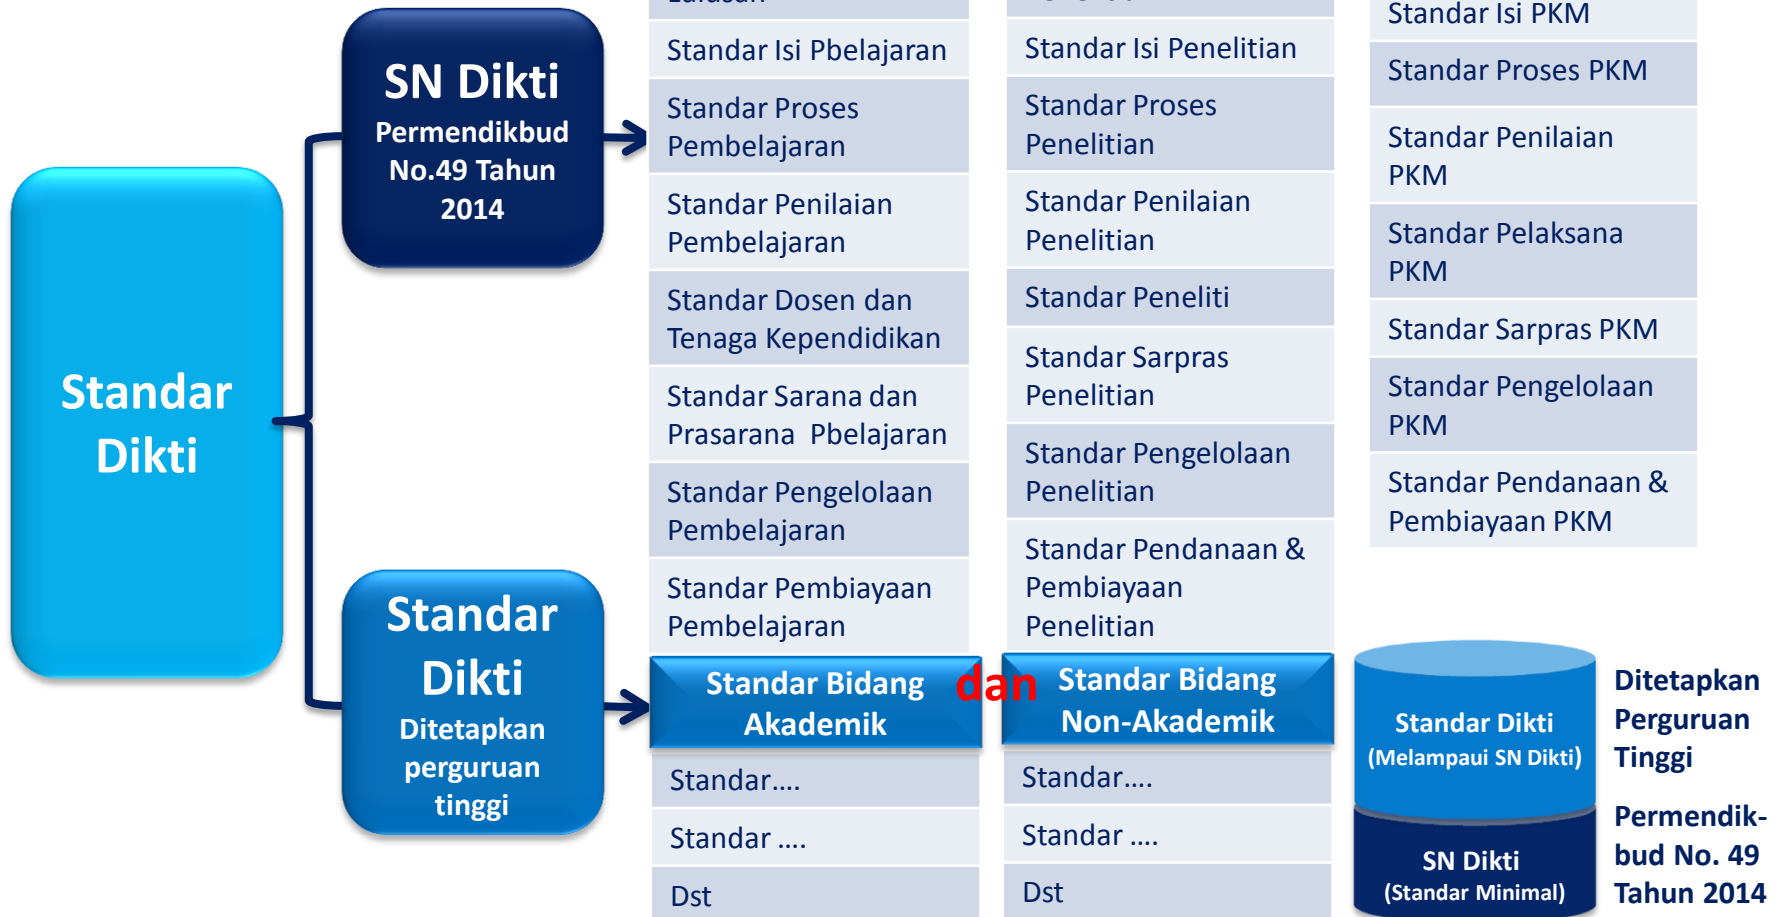 Standar
Dikti
SN Dikti
Permendikbud
No.49 Tahun
2014
Standar
Dikti
Ditetapkan
perguruan
tinggi
Standar Isi Pbelajaran
Standar Proses
Pembelajaran
Standar Penilaian
Pembelajaran
Standar Dosen dan
Tenaga Kependidikan
Standar Sarana dan
Prasarana Pbelajaran
Standar Pengelolaan
Pembelajaran
Standar Pembiayaan
Pembelajaran
Standar Isi Penelitian
Standar Proses
Penelitian
Standar Penilaian
Penelitian
Standar Peneliti
Standar Sarpras
Penelitian
Standar Pengelolaan
Penelitian
Standar Pendanaan &
Pembiayaan
Penelitian
Standar Isi PKM
Standar Proses PKM
Standar Penilaian
PKM
Standar Pelaksana
PKM
Standar Sarpras PKM
Standar Pengelolaan
PKM
Standar Pendanaan &
Pembiayaan PKM
Standar Bidang
Akademik
dan
Standar Bidang
Non-Akademik
Standar....
Standar ....
Dst
Standar....
Standar ....
Dst
Standar Dikti
(Melampaui SN Dikti)
SN Dikti
(Standar Minimal)
Ditetapkan
Perguruan
Tinggi
Permendik-
bud No. 49
Tahun 2014